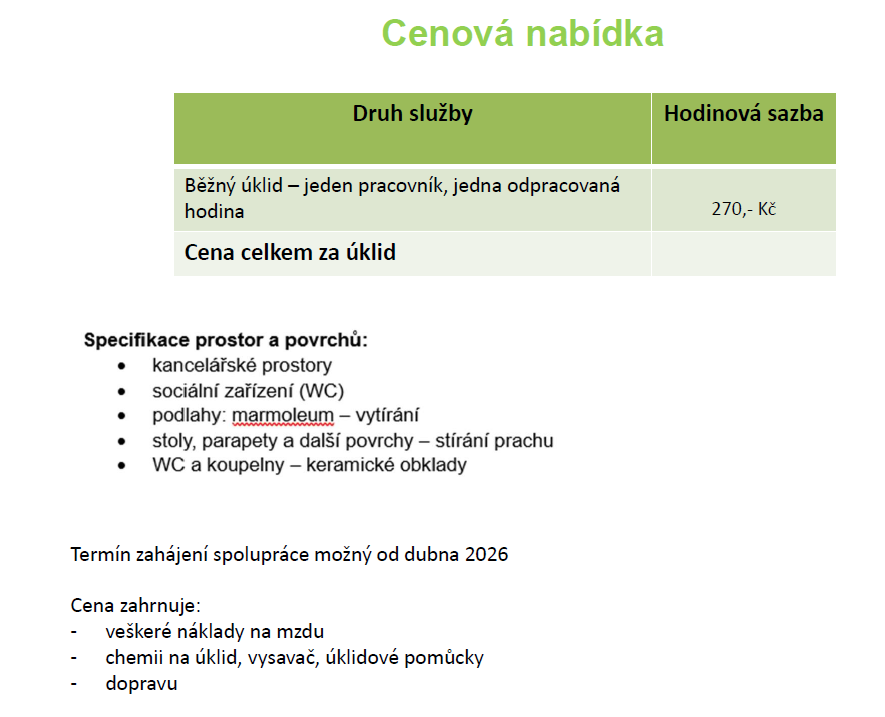 Cenová nabídka
Druh služby
Hodinová sazba
Běžný úklid – jeden pracovník, jedna odpracovaná
hodina
270,- Kč
Cena celkem za úklid
Specifikace prostor a povrchů:
• kancelářské prostory
• sociální zařízení (WC)
• podlahy: marmoleum – vytírání
• stoly, parapety a další povrchy – stírání prachu
• WC a koupelny – keramické obklady
Termín zahájení spolupráce možný od dubna 2026
Cena zahrnuje:
- veškeré náklady na mzdu
- chemii na úklid, vysavač, úklidové pomůcky
- dopravu